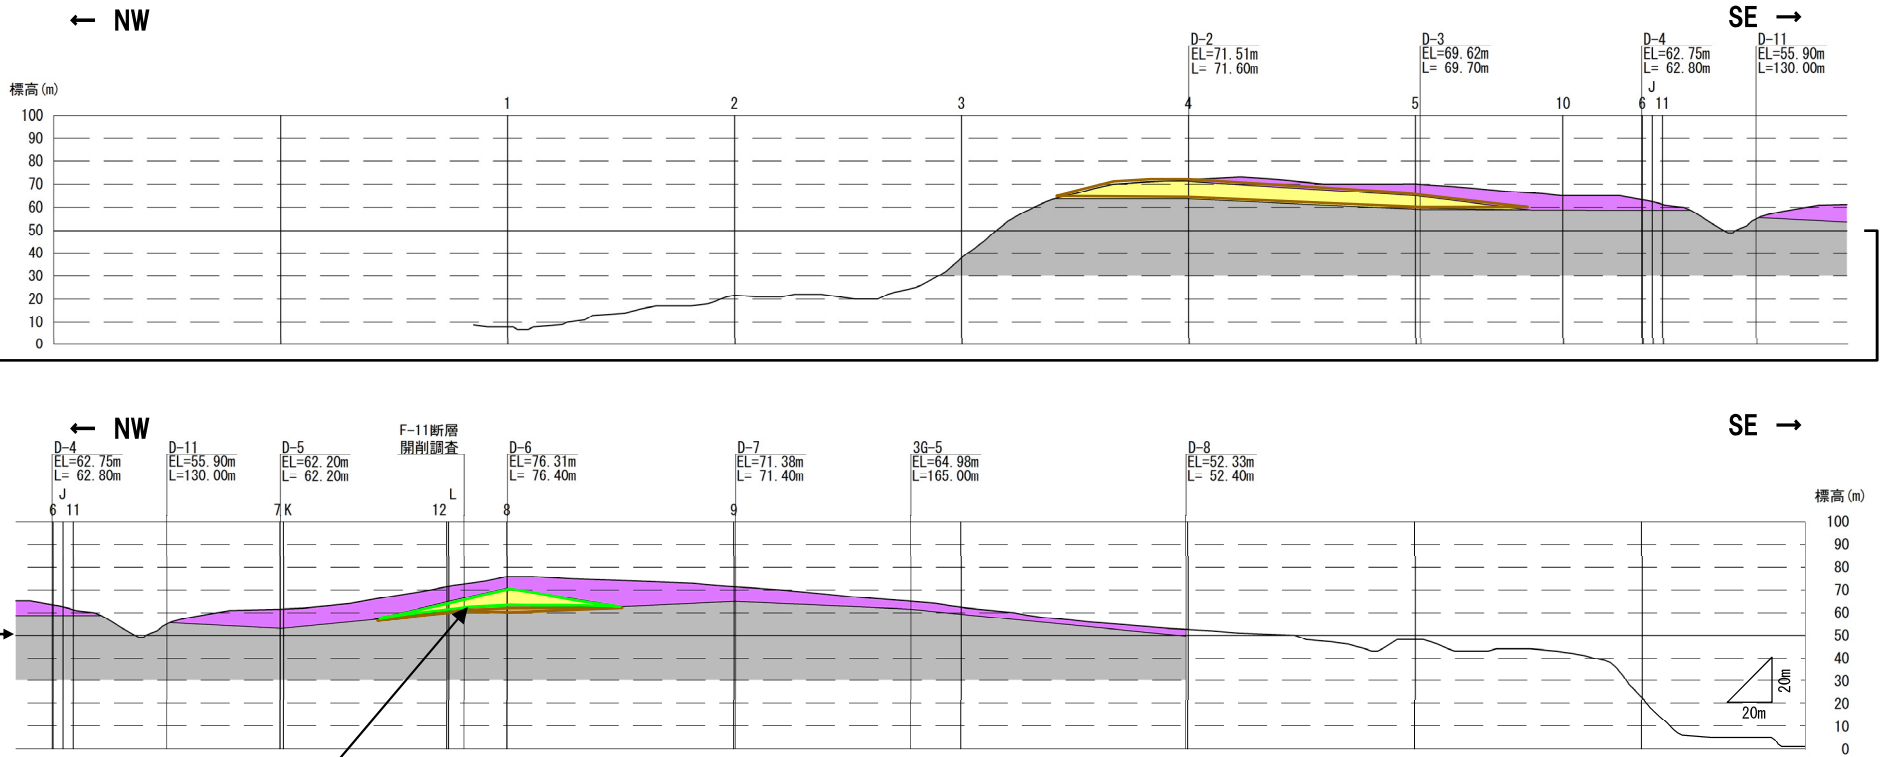 ← NW
SE →
D-2
EL=71.51m
L= 71.60m
D-3
EL=69.62m
L= 69.70m
D-4
EL=62.75m
L= 62.80m
D-11
EL=55.90m
L=130.00m
標高(m)
J
1 2 3 4 5 10 6 11
100
90
80
70
60
50
40
30
20
10
0
← NW
SE →
D-4
EL=62.75m
L= 62.80m
D-11
EL=55.90m
L=130.00m
D-5
EL=62.20m
L= 62.20m
F-11断層
開削調査
D-6
EL=76.31m
L= 76.40m
D-7
EL=71.38m
L= 71.40m
3G-5
EL=64.98m
L=165.00m
D-8
EL=52.33m
L= 52.40m
J L
標高(m)
6 11 7 K 12 8 9
100
90
80
70
60
50
40
30
20
10
0
20m
20m